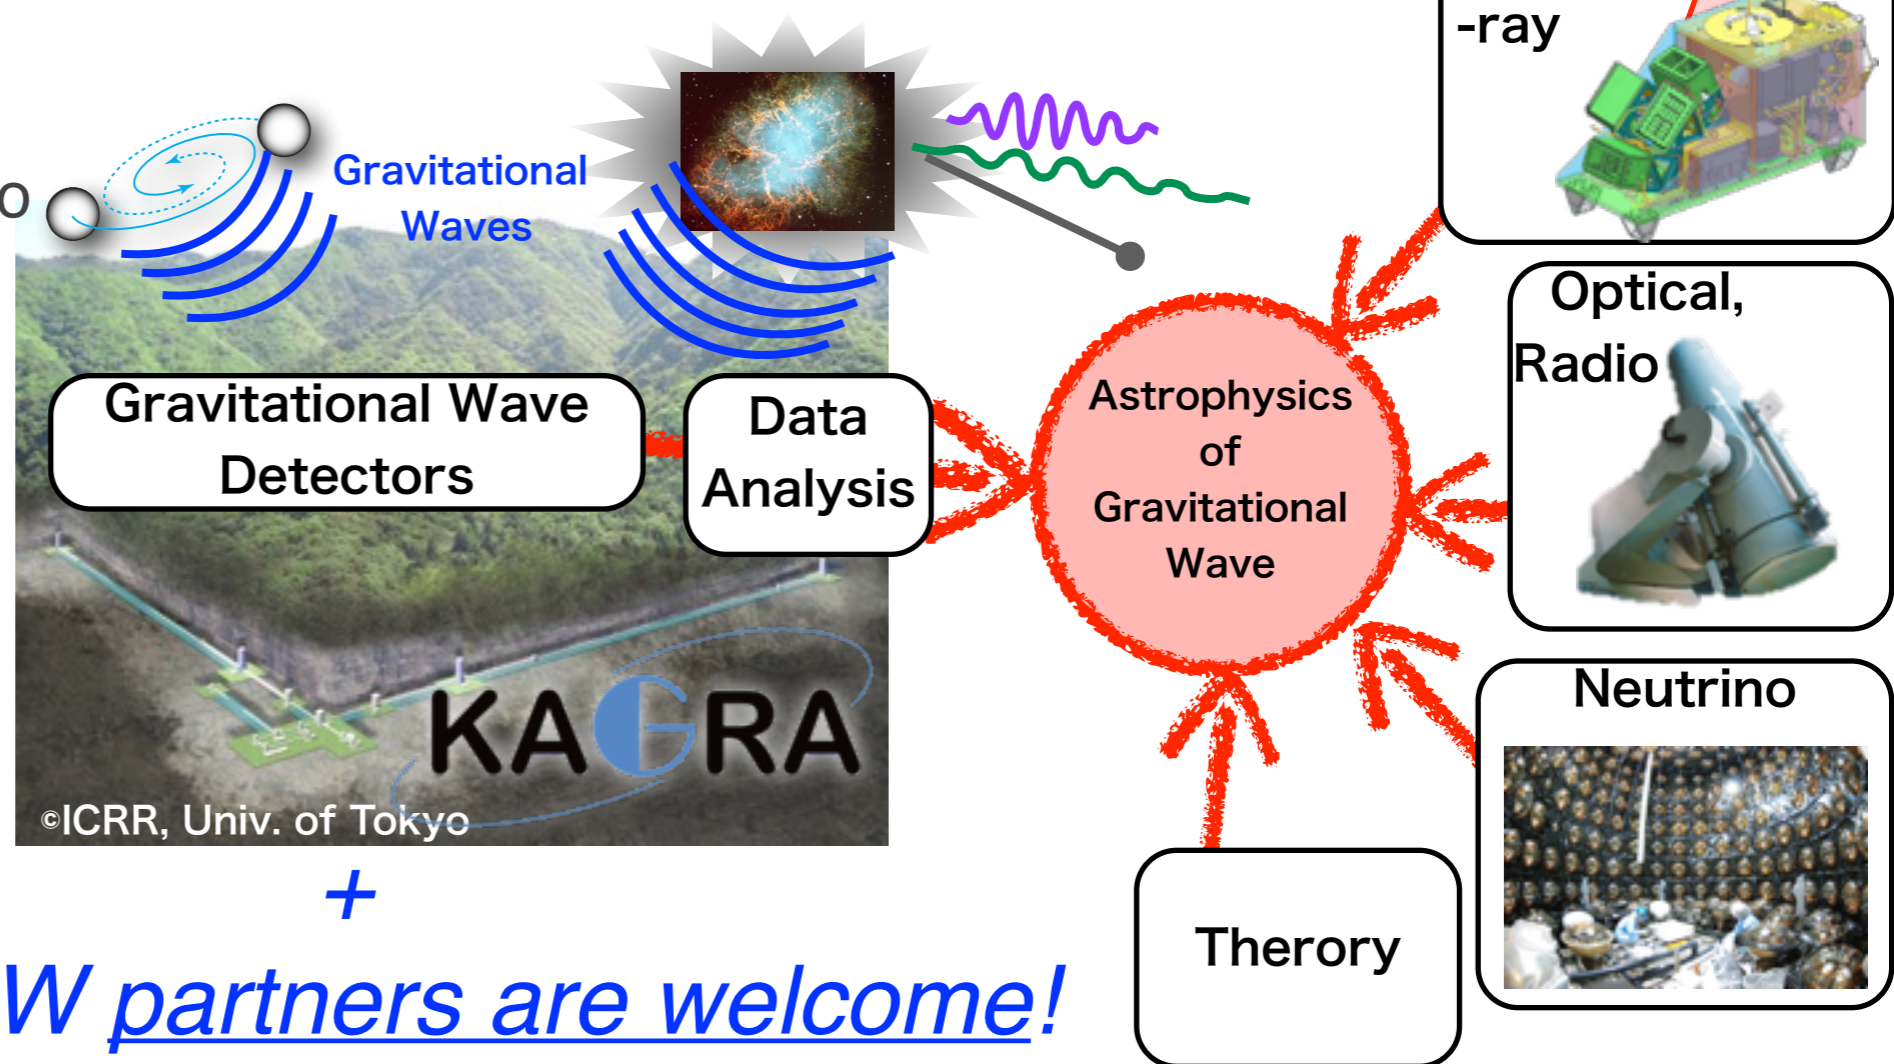 -ray
o
Gravitational
Waves
Optical,
Radio
Gravitational Wave
Detectors
Data
Analysis
Astrophysics
of
Gravitational
Wave
Neutrino
KAGRA
©ICRR, Univ. of Tokyo
+
Therory
W partners are welcome!